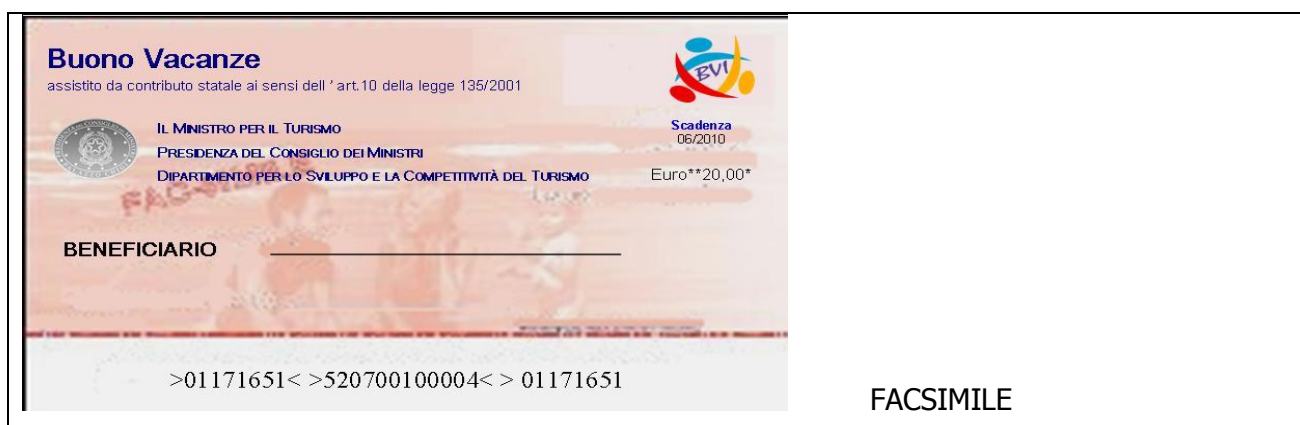 Buono Vacanze
assistito da contributo statale ai sensi dell ' art.10 della legge 135/2001
BVI
IL MINISTRO PER IL TURISMO
PRESIDENZA DEL CONSIGLIO DEI MINISTRI
DIPARTIMENTO PER LO SVILUPPO E LA COMPETITIVITÀ DEL TURISMO
Scadenza
06/2010
Euro**20,00*
FAC-SIMILE
BENEFICIARIO
>01171651< >520700100004< > 01171651
FACSIMILE